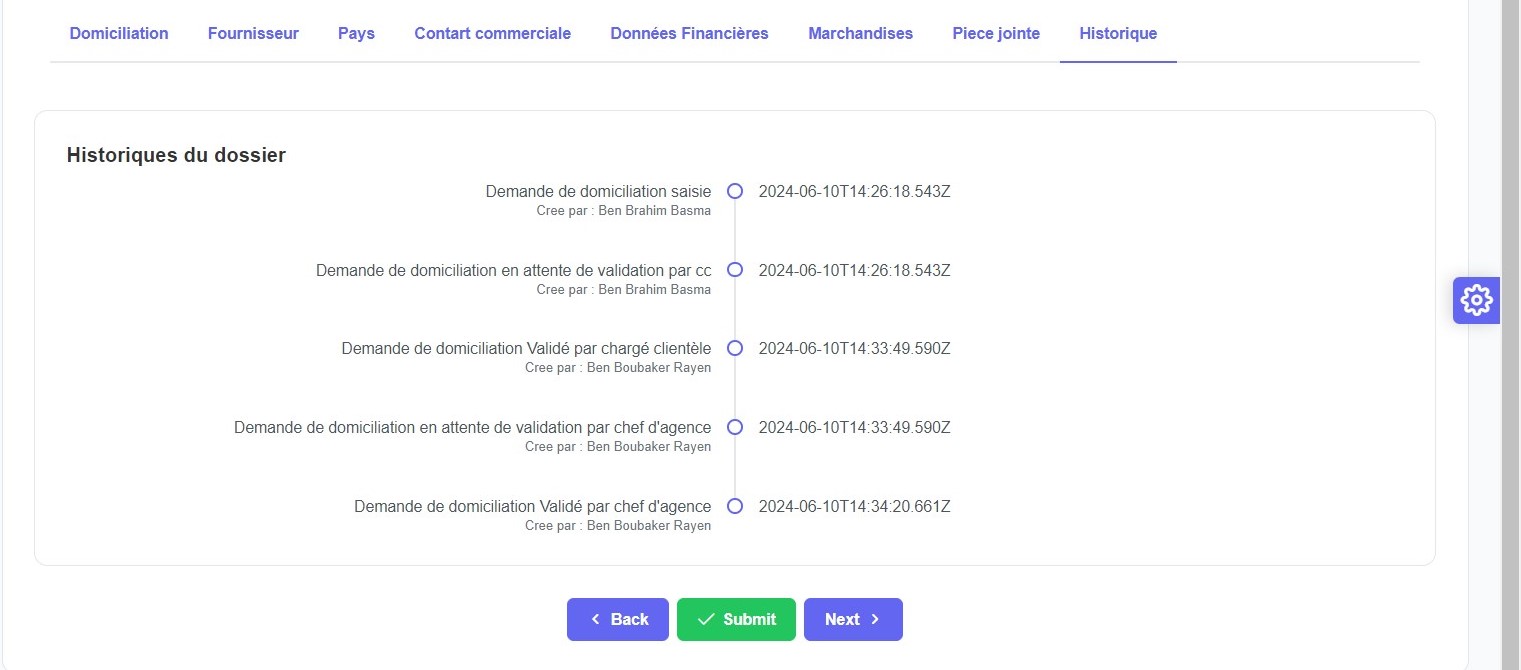 Domiciliation Fournisseur Pays Contart commerciale Données Financières Marchandises Piece jointe Historique
Historiques du dossier
Demande de domiciliation saisie 2024-06-10T14:26:18.543Z
Cree par : Ben Brahim Basma
Demande de domiciliation en attente de validation par cc 2024-06-10T14:26:18.543Z
Cree par : Ben Brahim Basma
Demande de domiciliation Validé par chargé clientèle 2024-06-10T14:33:49.590Z
Cree par : Ben Boubaker Rayen
Demande de domiciliation en attente de validation par chef d'agence 2024-06-10T14:33:49.590Z
Cree par : Ben Boubaker Rayen
Demande de domiciliation Validé par chef d'agence 2024-06-10T14:34:20.661Z
Cree par : Ben Boubaker Rayen
Back Submit Next